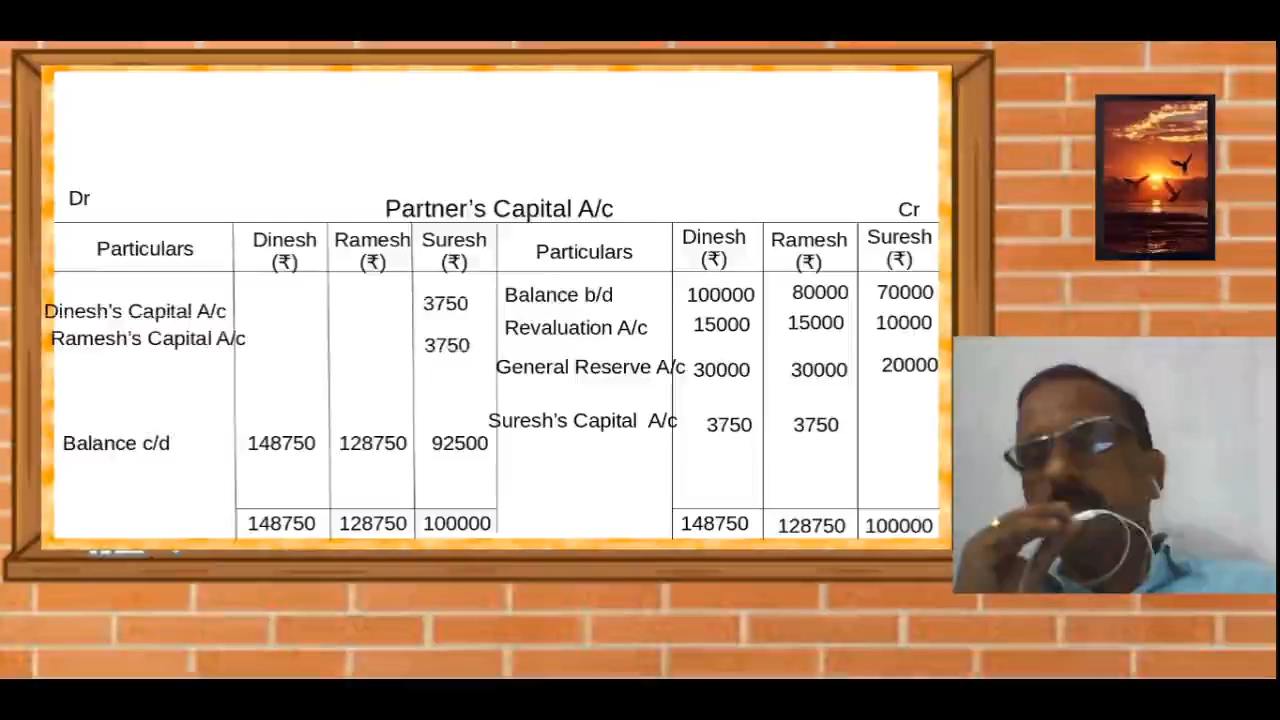 Dr
Partner's Capital A/c
Cr
Particulars Dinesh (₹) Ramesh (₹) Suresh (₹) Particulars Dinesh (₹) Ramesh (₹) Suresh (₹)
Balance b/d 100000 80000 70000
Dinesh's Capital A/c 3750
Revaluation A/c 15000 15000 10000
Ramesh's Capital A/c 3750
General Reserve A/c 30000 30000 20000
Suresh's Capital A/c 3750 3750
Balance c/d 148750 128750 92500
148750 128750 100000 148750 128750 100000